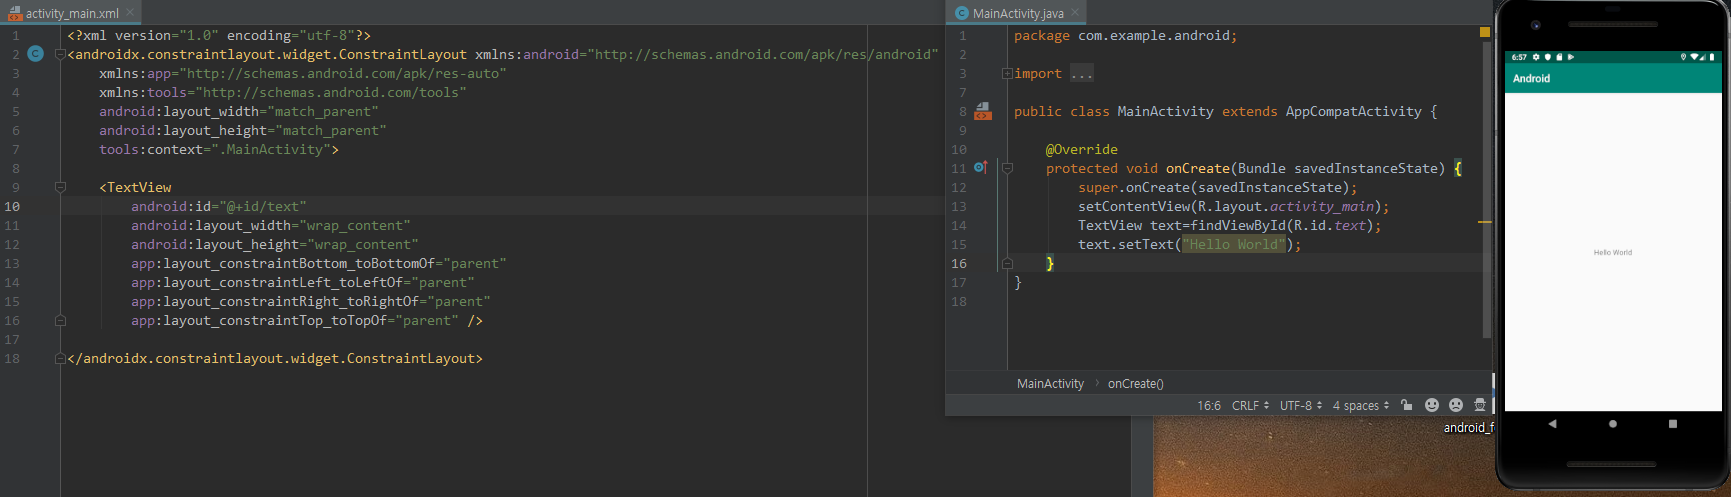 activity_main.xml
1 <?xml version="1.0" encoding="utf-8"?>
2 <androidx.constraintlayout.widget.ConstraintLayout xmlns:android="http://schemas.android.com/apk/res/android"
3 xmlns:app="http://schemas.android.com/apk/res-auto"
4 xmlns:tools="http://schemas.android.com/tools"
5 android:layout_width="match_parent"
6 android:layout_height="match_parent"
7 tools:context=".MainActivity">
8
9 <TextView
10 android:id="@+id/text"
11 android:layout_width="wrap_content"
12 android:layout_height="wrap_content"
13 app:layout_constraintBottom_toBottomOf="parent"
14 app:layout_constraintLeft_toLeftOf="parent"
15 app:layout_constraintRight_toRightOf="parent"
16 app:layout_constraintTop_toTopOf="parent" />
17
18 </androidx.constraintlayout.widget.ConstraintLayout>
MainActivity.java
1 package com.example.android;
2
3 import ...
7
8 public class MainActivity extends AppCompatActivity {
9
10 @Override
11 protected void onCreate(Bundle savedInstanceState) {
12 super.onCreate(savedInstanceState);
13 setContentView(R.layout.activity_main);
14 TextView text=findViewById(R.id.text);
15 text.setText("Hello World");
16 }
17 }
18
MainActivity › onCreate()
16:6 CRLF UTF-8 4 spaces
android_f
6:57
Android
Hello World